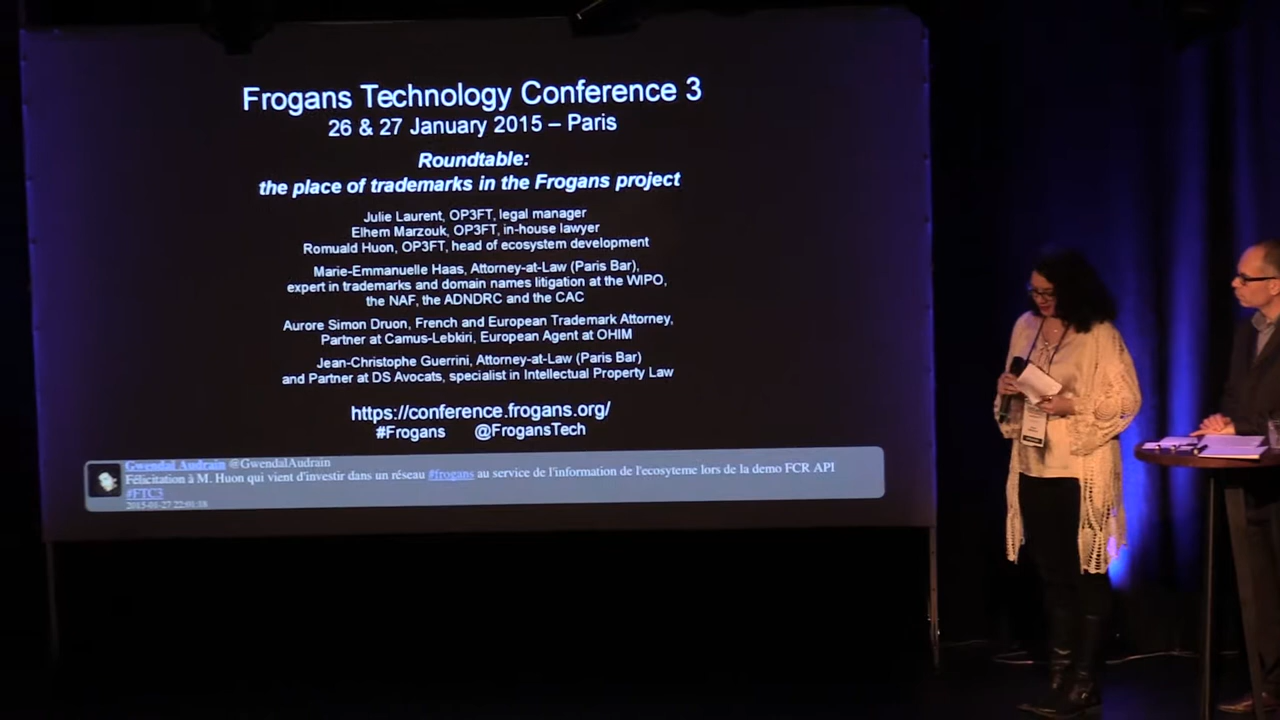 Frogans Technology Conference 3
26 & 27 January 2015 – Paris
Roundtable:
the place of trademarks in the Frogans project
Julie Laurent, OP3FT, legal manager
Elhem Marzouk, OP3FT, in-house lawyer
Romuald Huon, OP3FT, head of ecosystem development
Marie-Emmanuelle Haas, Attorney-at-Law (Paris Bar),
expert in trademarks and domain names litigation at the WIPO,
the NAF, the ADNDRC and the CAC
Aurore Simon Druon, French and European Trademark Attorney,
Partner at Camus-Lebkiri, European Agent at OHIM
Jean-Christophe Guerrini, Attorney-at-Law (Paris Bar)
and Partner at DS Avocats, specialist in Intellectual Property Law
https://conference.frogans.org/
#Frogans @FrogansTech
Gwendal Audrain @GwendalAudrain
Félicitation à M. Huon qui vient d'investir dans un réseau #frogans au service de l'information de l'ecosyteme lors de la demo FCR API
#FTC3